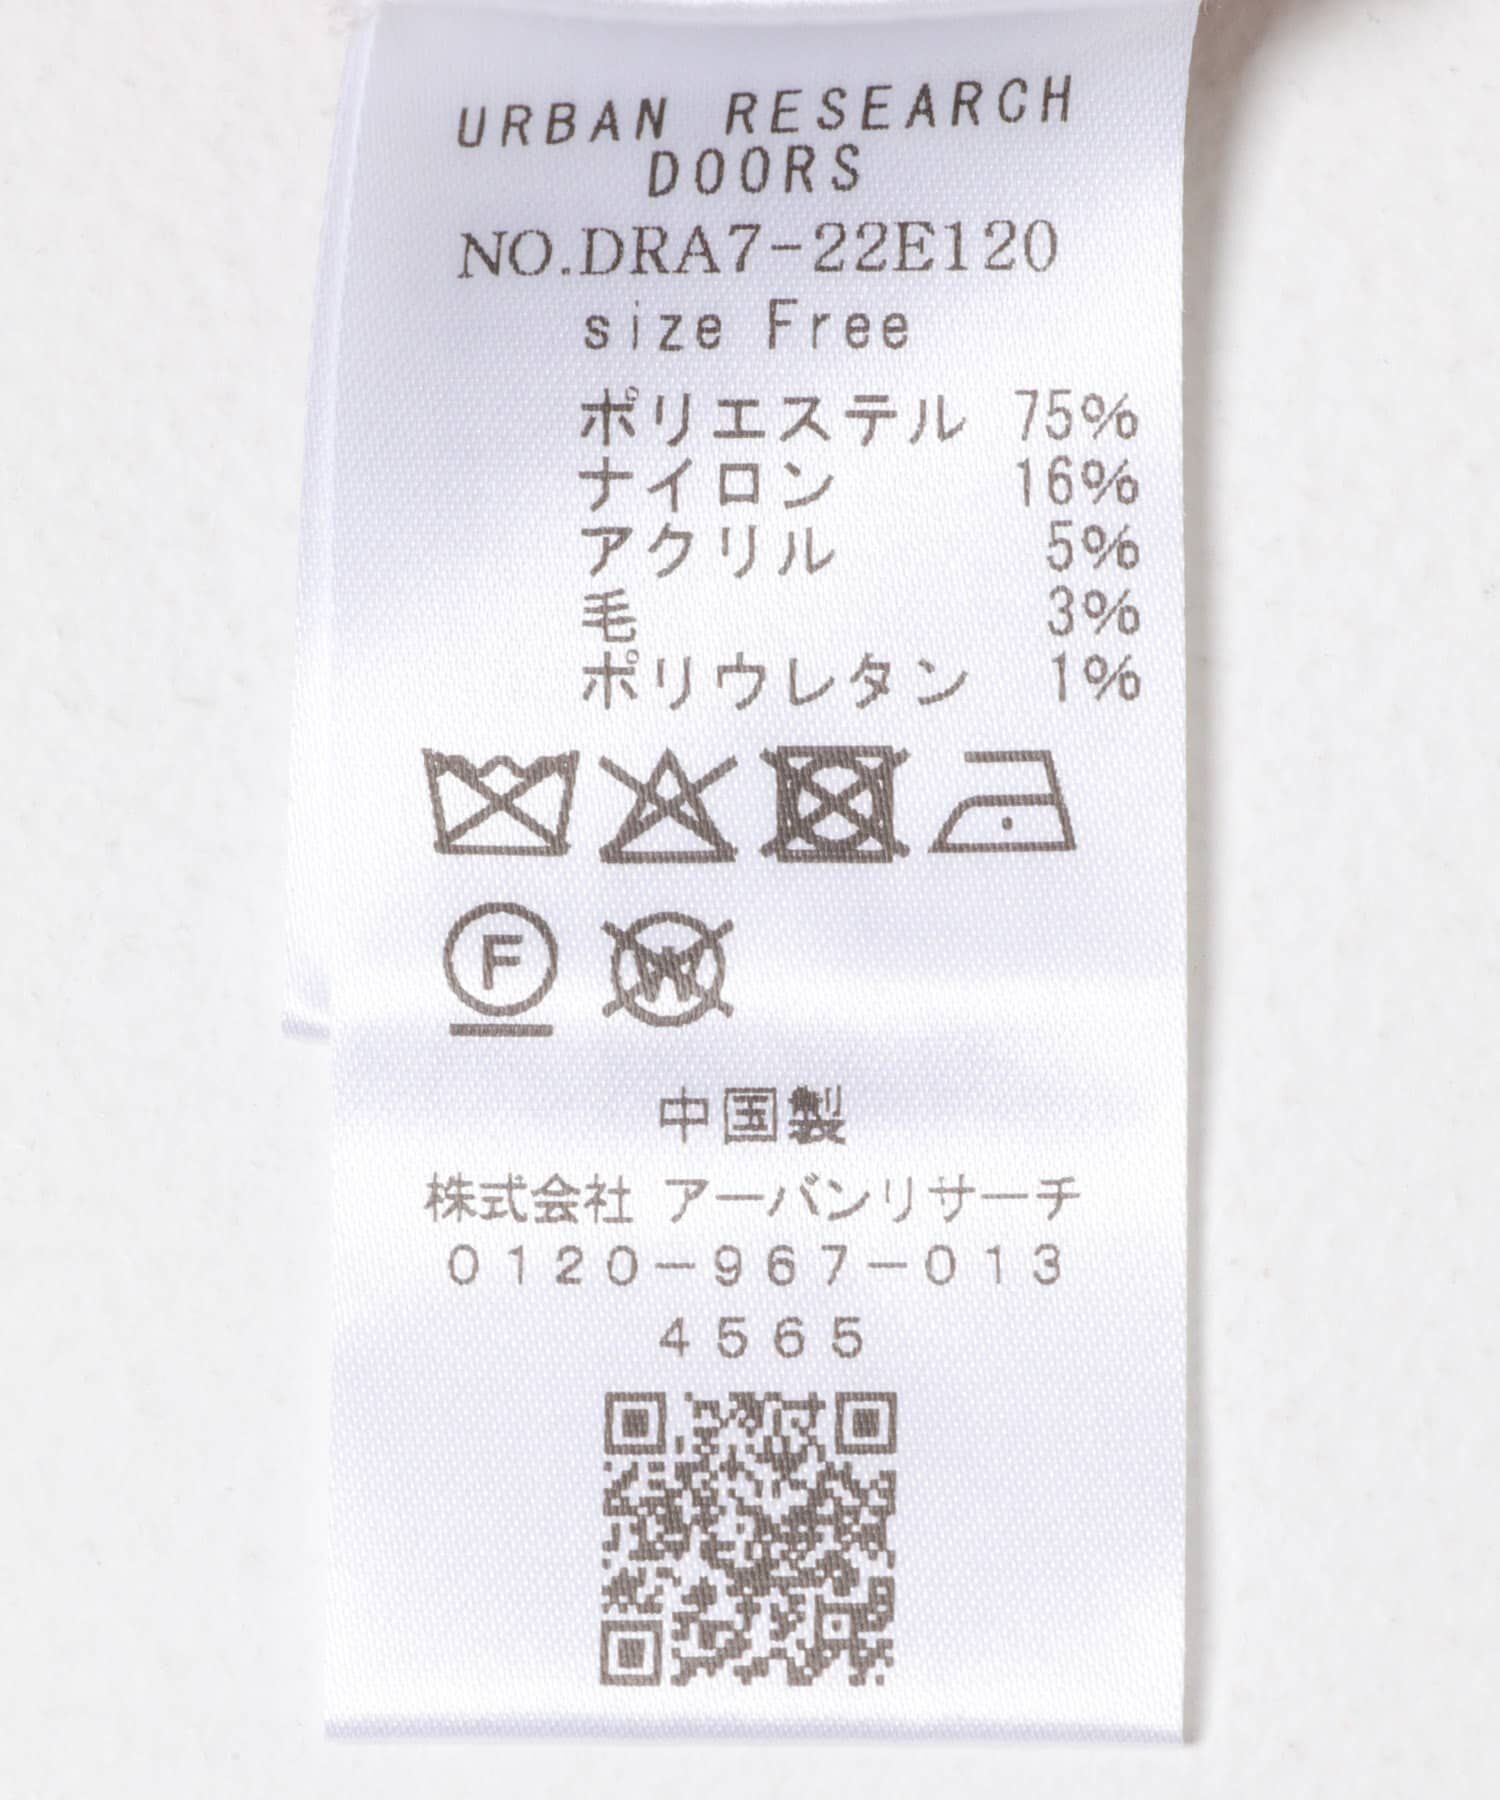 URBAN RESEARCH
DOORS
NO.DRA7-22E120
size Free
ポリエステル 75%
ナイロン 16%
アクリル 5%
毛 3%
ポリウレタン 1%
F W
中国製
株式会社 アーバンリサーチ
0120-967-013
4565